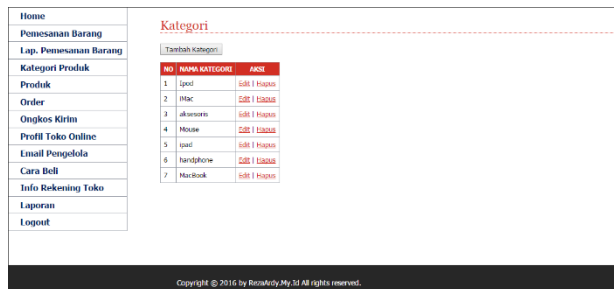 Home
Pemesanan Barang
Lap. Pemesanan Barang
Kategori Produk
Produk
Order
Ongkos Kirim
Profil Toko Online
Email Pengelola
Cara Beli
Info Rekening Toko
Laporan
Logout
Kategori
Tambah Kategori
NO NAMA KATEGORI AKSI
1 Ipod Edit | Hapus
2 iMac Edit | Hapus
3 aksesoris Edit | Hapus
4 Mouse Edit | Hapus
5 ipad Edit | Hapus
6 handphone Edit | Hapus
7 MacBook Edit | Hapus
Copyright © 2016 by RezaArdy.My.Id All rights reserved.